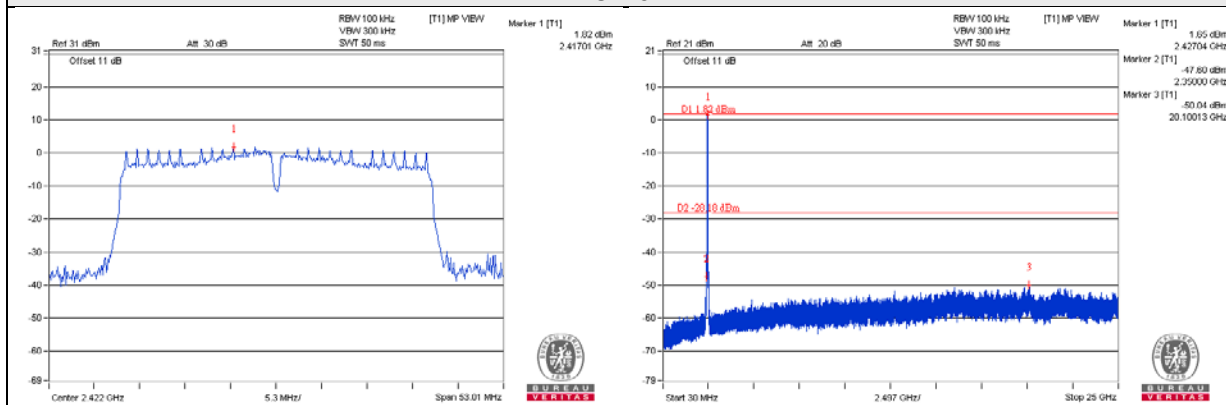 RBW 100 kHz
VBW 300 kHz
SWT 50 ms
[T1] MP VIEW
Marker 1 [T1]
1.82 dBm
2.41701 GHz
Ref 31 dBm
Att 30 dB
31
Offset 11 dB
20
10
0
-10
-20
-30
-40
-50
-60
-69
1
Center 2.422 GHz
5.3 MHz/
Span 53.01 MHz
BUREAU
VERITAS
RBW 100 kHz
VBW 300 kHz
SWT 50 ms
[T1] MP VIEW
Marker 1 [T1]
1.65 dBm
2.42704 GHz
Marker 2 [T1]
-47.60 dBm
2.35000 GHz
Marker 3 [T1]
-50.04 dBm
20.10013 GHz
Ref 21 dBm
Att 20 dB
21
Offset 11 dB
10
0
-10
-20
-30
-40
-50
-60
-70
-79
1
D1 1.82 dBm
D2 -28.18 dBm
2
3
Start 30 MHz
2.497 GHz/
Stop 25 GHz
BUREAU
VERITAS